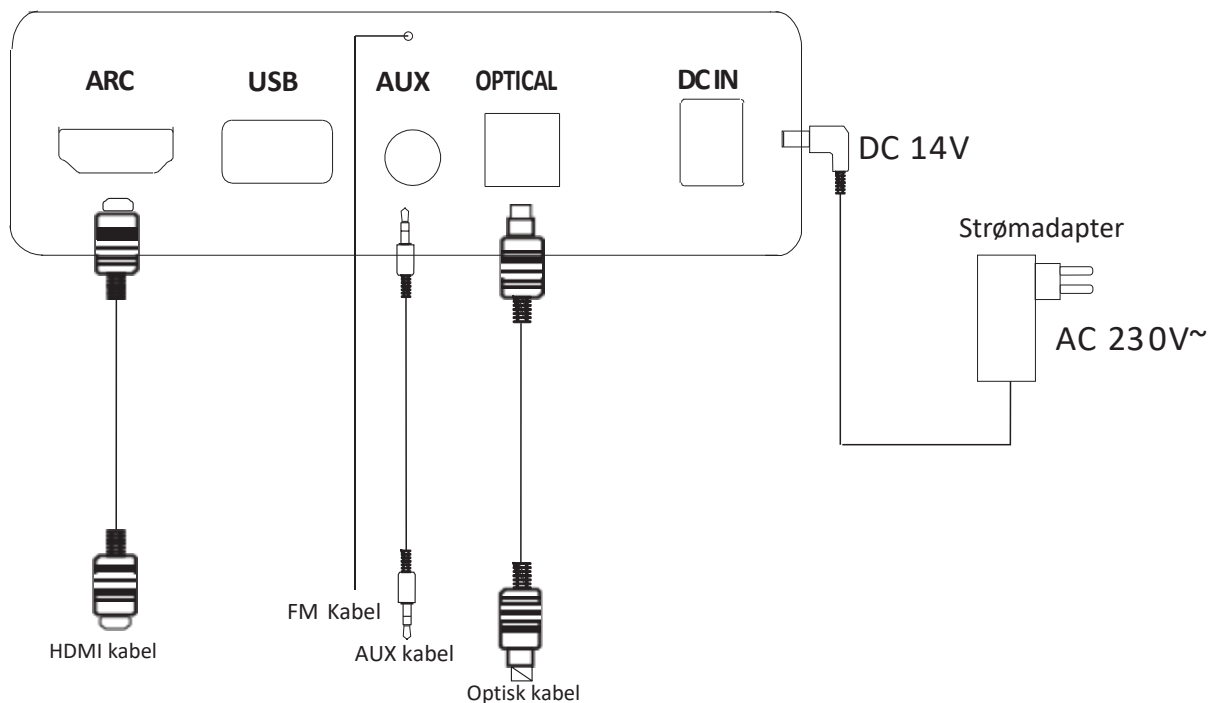 ARC USB AUX OPTICAL DC IN
DC 14V
Strømadapter
AC 230V~
FM Kabel
HDMI kabel
AUX kabel
Optisk kabel